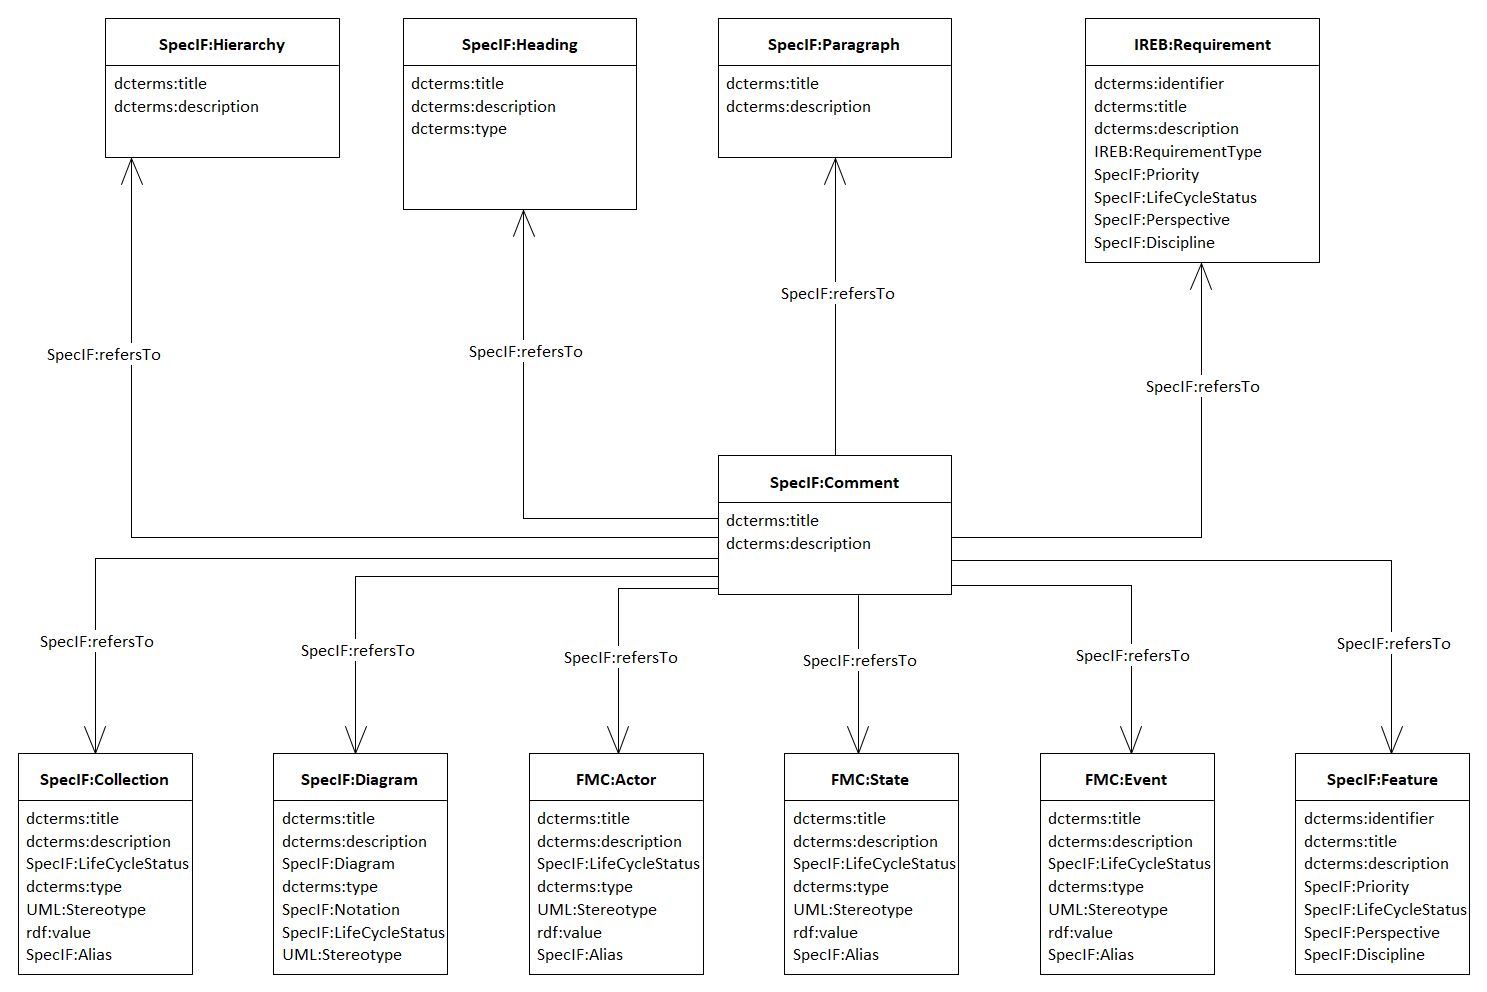 SpecIF:Hierarchy
dcterms:title
dcterms:description
SpecIF:Heading
dcterms:title
dcterms:description
dcterms:type
SpecIF:Paragraph
dcterms:title
dcterms:description
IREB:Requirement
dcterms:identifier
dcterms:title
dcterms:description
IREB:RequirementType
SpecIF:Priority
SpecIF:LifeCycleStatus
SpecIF:Perspective
SpecIF:Discipline
SpecIF:refersTo
SpecIF:refersTo
SpecIF:refersTo
SpecIF:refersTo
SpecIF:Comment
dcterms:title
dcterms:description
SpecIF:refersTo
SpecIF:refersTo
SpecIF:refersTo
SpecIF:refersTo
SpecIF:refersTo
SpecIF:refersTo
SpecIF:Collection
dcterms:title
dcterms:description
SpecIF:LifeCycleStatus
dcterms:type
UML:Stereotype
rdf:value
SpecIF:Alias
SpecIF:Diagram
dcterms:title
dcterms:description
SpecIF:Diagram
dcterms:type
SpecIF:Notation
SpecIF:LifeCycleStatus
UML:Stereotype
FMC:Actor
dcterms:title
dcterms:description
SpecIF:LifeCycleStatus
dcterms:type
UML:Stereotype
rdf:value
SpecIF:Alias
FMC:State
dcterms:title
dcterms:description
SpecIF:LifeCycleStatus
dcterms:type
UML:Stereotype
rdf:value
SpecIF:Alias
FMC:Event
dcterms:title
dcterms:description
SpecIF:LifeCycleStatus
dcterms:type
UML:Stereotype
rdf:value
SpecIF:Alias
SpecIF:Feature
dcterms:identifier
dcterms:title
dcterms:description
SpecIF:Priority
SpecIF:LifeCycleStatus
SpecIF:Perspective
SpecIF:Discipline